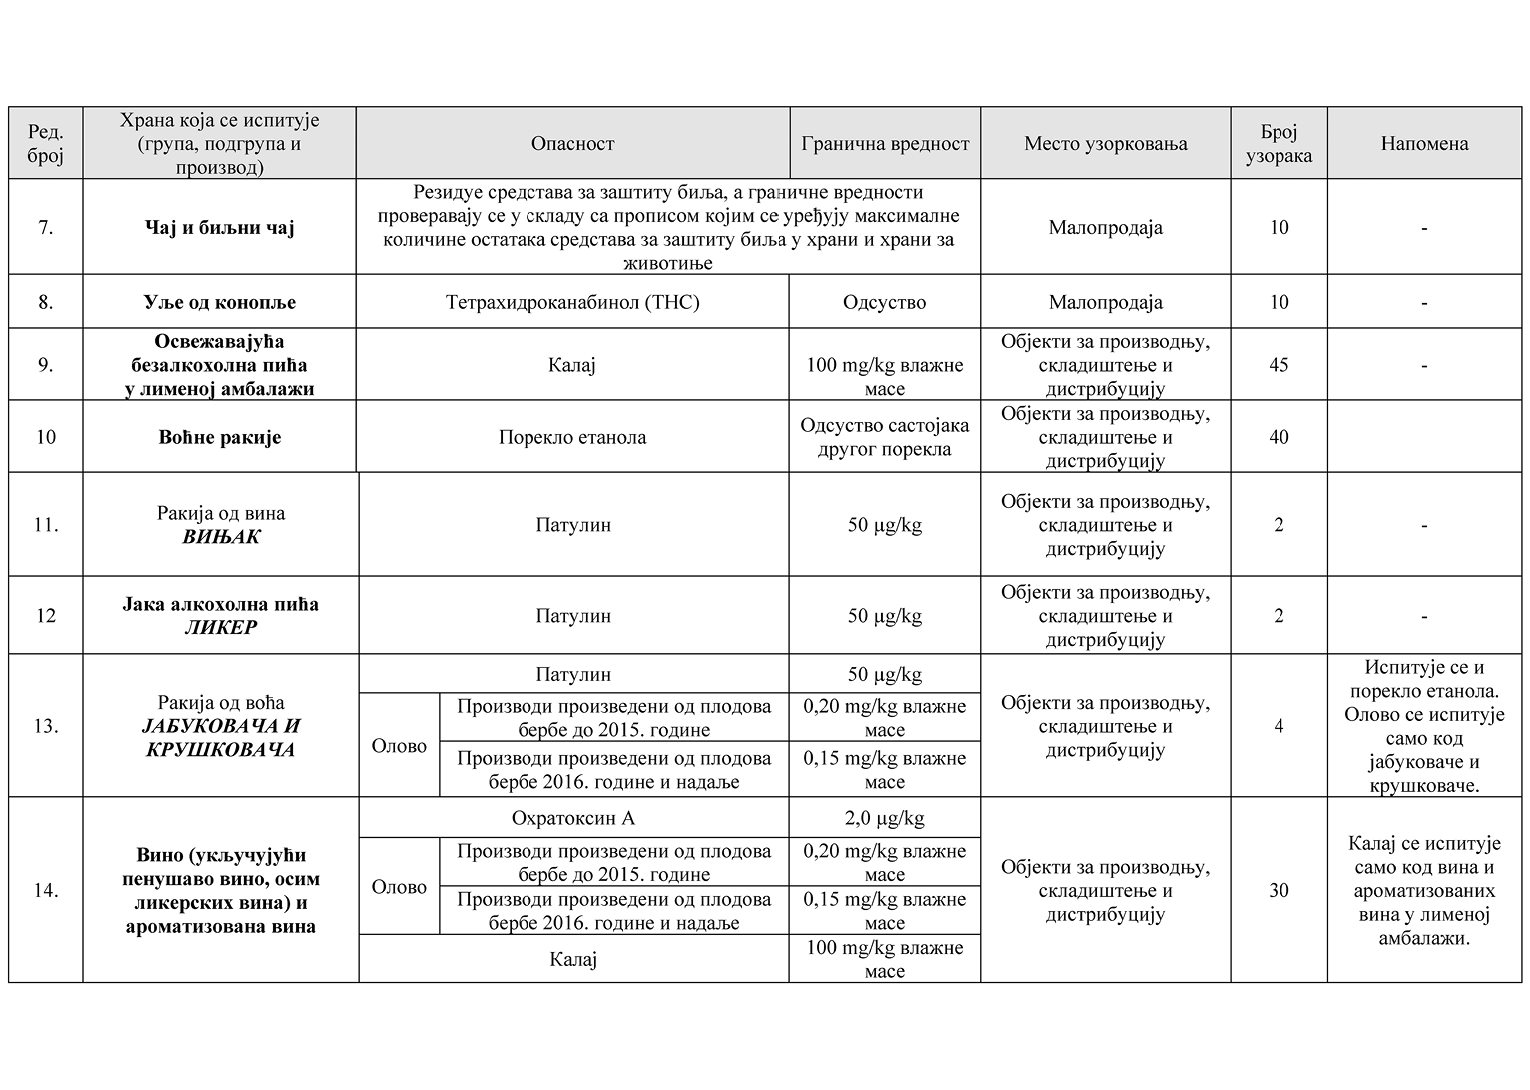 Ред.
број
Храна која се испитује
(група, подгрупа и
производ)
Опасност
Гранична вредност
Место узорковања
Број
узорака
Напомена
7.
Чај и биљни чај
Резидуе средстава за заштиту биља, а граничне вредности
проверавају се у складу са прописом којим се уређују максималне
количине остатака средстава за заштиту биља у храни и храни за
животиње
Малопродаја
10
-
8.
Уље од конопље
Тетрахидроканабинол (ТНС)
Одсуство
Малопродаја
10
-
9.
Освежавајућа
безалкохолна пића
у лименој амбалажи
Калај
100 mg/kg влажне
масе
Објекти за производњу,
складиштење и
дистрибуцију
45
-
10
Воћне ракије
Порекло етанола
Одсуство састојака
другог порекла
Објекти за производњу,
складиштење и
дистрибуцију
40
11.
Ракија од вина
ВИЊАК
Патулин
50 μg/kg
Објекти за производњу,
складиштење и
дистрибуцију
2
-
12
Јака алкохолна пића
ЛИКЕР
Патулин
50 μg/kg
Објекти за производњу,
складиштење и
дистрибуцију
2
-
13.
Ракија од воћа
ЈАБУКОВАЧА И
КРУШКОВАЧА
Патулин
50 μg/kg
Олово
Производи произведени од плодова
бербе до 2015. године
0,20 mg/kg влажне
масе
Производи произведени од плодова
бербе 2016. године и надаље
0,15 mg/kg влажне
масе
Објекти за производњу,
складиштење и
дистрибуцију
4
Испитује се и
порекло етанола.
Олово се испитује
само код
јабуковаче и
крушковаче.
14.
Вино (укључујући
пенушаво вино, осим
ликерских вина) и
ароматизована вина
Охратоксин А
2,0 μg/kg
Олово
Производи произведени од плодова
бербе до 2015. године
0,20 mg/kg влажне
масе
Производи произведени од плодова
бербе 2016. године и надаље
0,15 mg/kg влажне
масе
Калај
100 mg/kg влажне
масе
Објекти за производњу,
складиштење и
дистрибуцију
30
Калај се испитује
само код вина и
ароматизованих
вина у лименој
амбалажи.